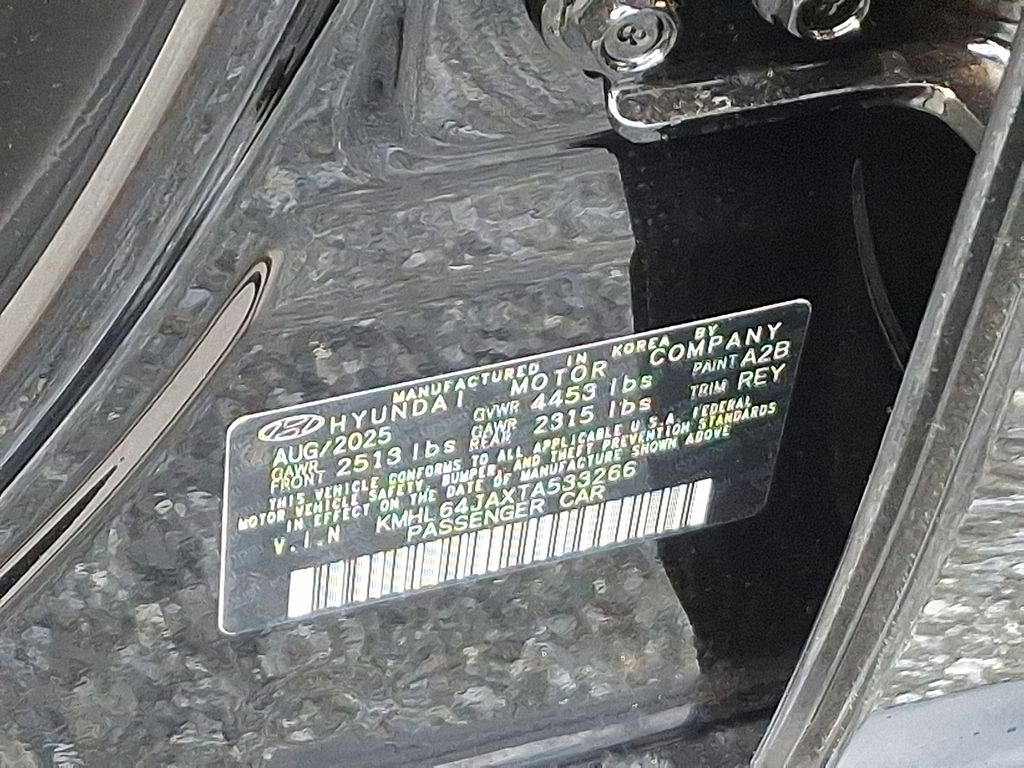 MANUFACTURED IN KOREA BY
HYUNDAI MOTOR COMPANY
AUG/2025 GVWR 4453 lbs PAINT A2B
GAWR FRONT 2513 lbs GAWR REAR 2315 lbs TRIM REY
THIS VEHICLE CONFORMS TO ALL APPLICABLE U.S.A. FEDERAL
MOTOR VEHICLE SAFETY, BUMPER, AND THEFT PREVENTION STANDARDS
IN EFFECT ON THE DATE OF MANUFACTURE SHOWN ABOVE
V.I.N KMHL64JAXTA533266
PASSENGER CAR